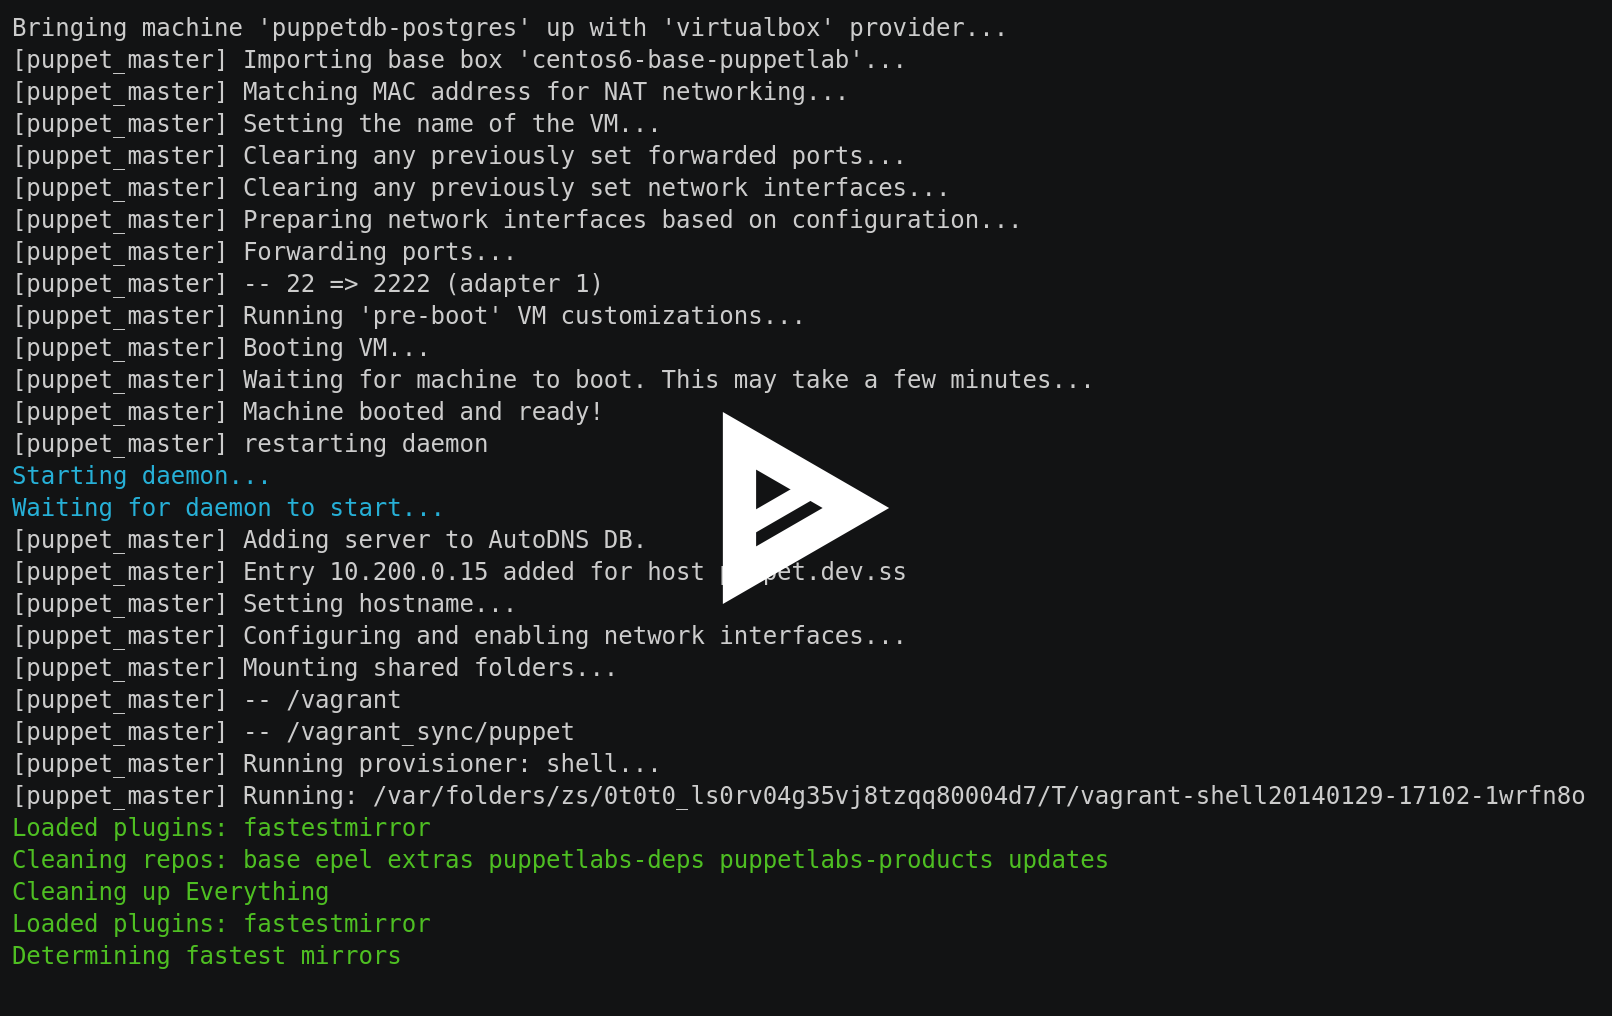 Bringing machine 'puppetdb-postgres' up with 'virtualbox' provider...
[puppet_master] Importing base box 'centos6-base-puppetlab'...
[puppet_master] Matching MAC address for NAT networking...
[puppet_master] Setting the name of the VM...
[puppet_master] Clearing any previously set forwarded ports...
[puppet_master] Clearing any previously set network interfaces...
[puppet_master] Preparing network interfaces based on configuration...
[puppet_master] Forwarding ports...
[puppet_master] -- 22 => 2222 (adapter 1)
[puppet_master] Running 'pre-boot' VM customizations...
[puppet_master] Booting VM...
[puppet_master] Waiting for machine to boot. This may take a few minutes...
[puppet_master] Machine booted and ready!
[puppet_master] restarting daemon
Starting daemon...
Waiting for daemon to start...
[puppet_master] Adding server to AutoDNS DB.
[puppet_master] Entry 10.200.0.15 added for host puppet.dev.ss
[puppet_master] Setting hostname...
[puppet_master] Configuring and enabling network interfaces...
[puppet_master] Mounting shared folders...
[puppet_master] -- /vagrant
[puppet_master] -- /vagrant_sync/puppet
[puppet_master] Running provisioner: shell...
[puppet_master] Running: /var/folders/zs/0t0t0_ls0rv04g35vj8tzqq80004d7/T/vagrant-shell20140129-17102-1wrfn8o
Loaded plugins: fastestmirror
Cleaning repos: base epel extras puppetlabs-deps puppetlabs-products updates
Cleaning up Everything
Loaded plugins: fastestmirror
Determining fastest mirrors